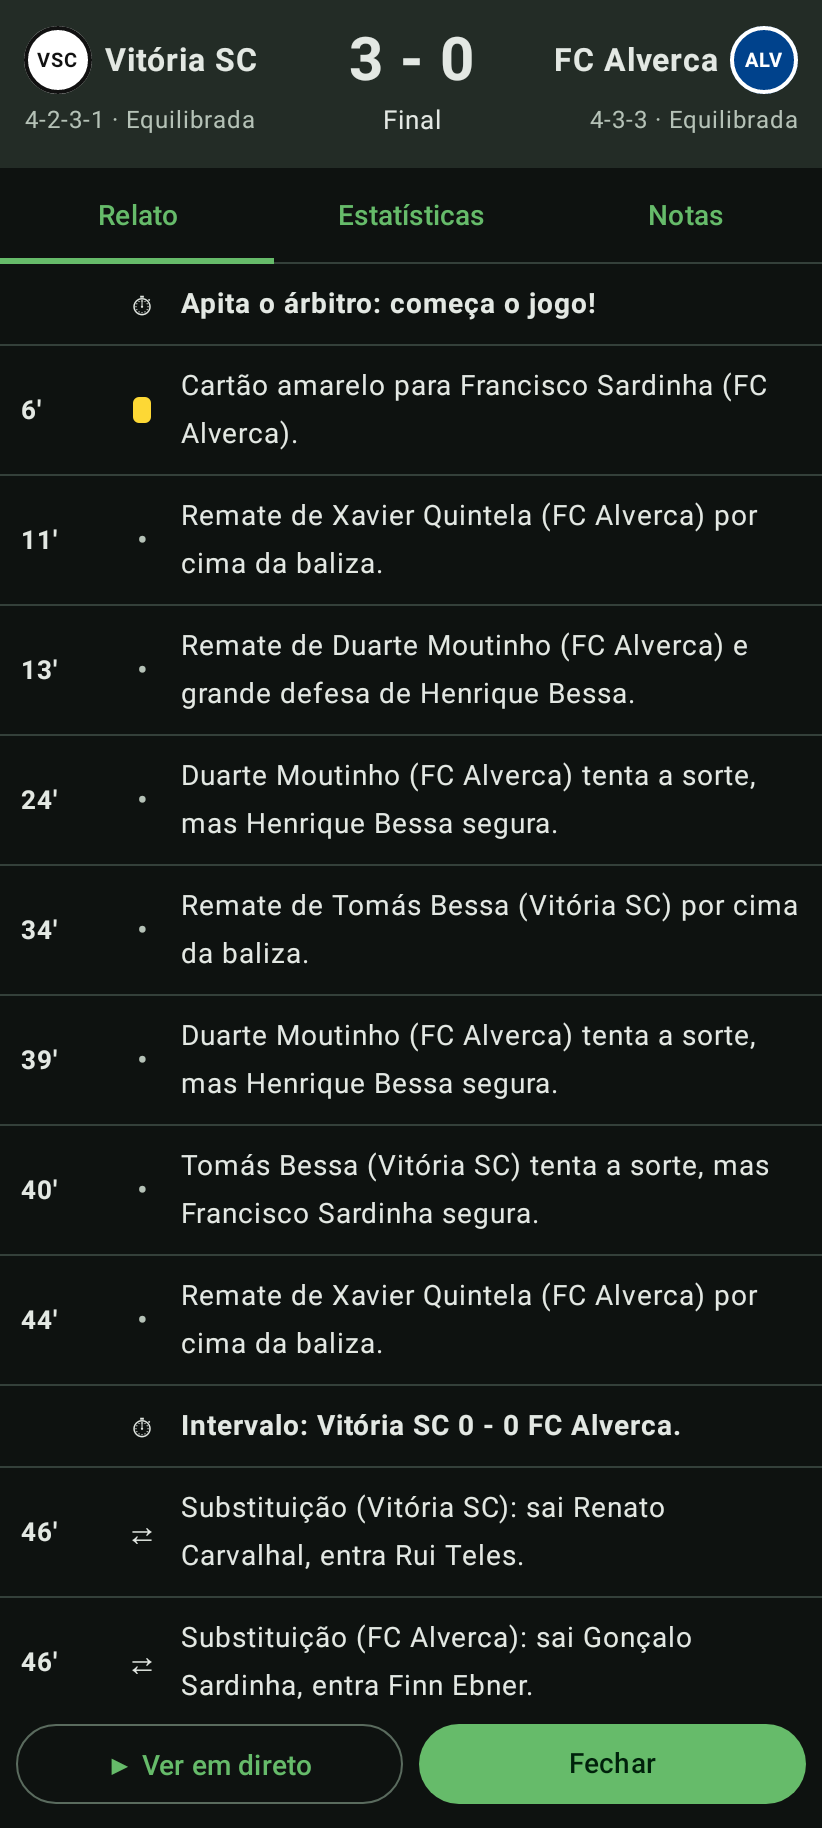 VSC Vitória SC 3 - 0 FC Alverca ALV
4-2-3-1 · Equilibrada Final 4-3-3 · Equilibrada
Relato Estatísticas Notas
Apita o árbitro: começa o jogo!
6' Cartão amarelo para Francisco Sardinha (FC
Alverca).
11' Remate de Xavier Quintela (FC Alverca) por
cima da baliza.
13' Remate de Duarte Moutinho (FC Alverca) e
grande defesa de Henrique Bessa.
24' Duarte Moutinho (FC Alverca) tenta a sorte,
mas Henrique Bessa segura.
34' Remate de Tomás Bessa (Vitória SC) por cima
da baliza.
39' Duarte Moutinho (FC Alverca) tenta a sorte,
mas Henrique Bessa segura.
40' Tomás Bessa (Vitória SC) tenta a sorte, mas
Francisco Sardinha segura.
44' Remate de Xavier Quintela (FC Alverca) por
cima da baliza.
Intervalo: Vitória SC 0 - 0 FC Alverca.
46' Substituição (Vitória SC): sai Renato
Carvalhal, entra Rui Teles.
46' Substituição (FC Alverca): sai Gonçalo
Sardinha, entra Finn Ebner.
► Ver em direto Fechar